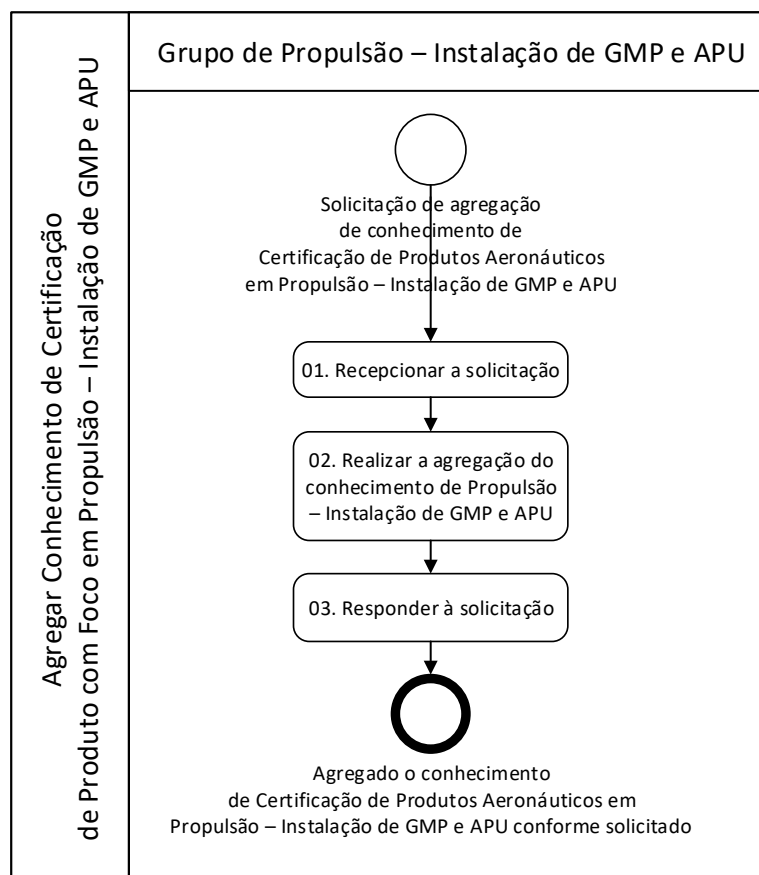 Agregar Conhecimento de Certificação
de Produto com Foco em Propulsão – Instalação de GMP e APU
Grupo de Propulsão – Instalação de GMP e APU
Solicitação de agregação
de conhecimento de
Certificação de Produtos Aeronáuticos
em Propulsão – Instalação de GMP e APU
01. Recepcionar a solicitação
02. Realizar a agregação do
conhecimento de Propulsão
– Instalação de GMP e APU
03. Responder à solicitação
Agregado o conhecimento
de Certificação de Produtos Aeronáuticos em
Propulsão – Instalação de GMP e APU conforme solicitado